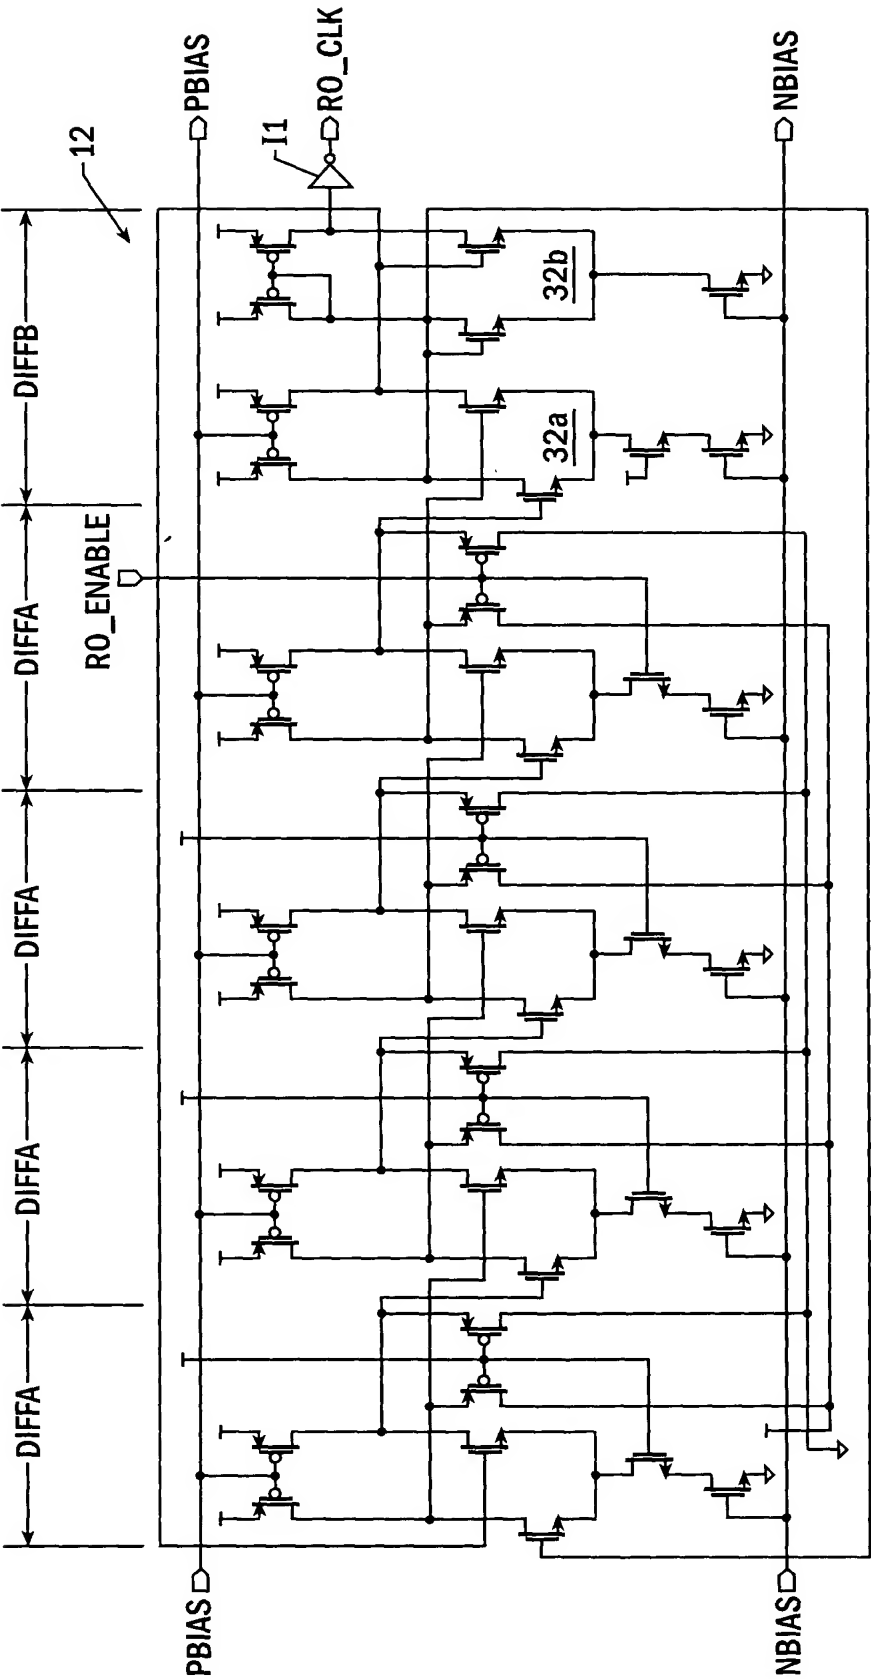 12
PBIAS
I1
RO_CLK
NBIAS
DIFFB
32b
32a
RO_ENABLE
DIFFA
DIFFA
DIFFA
DIFFA
PBIAS
NBIAS